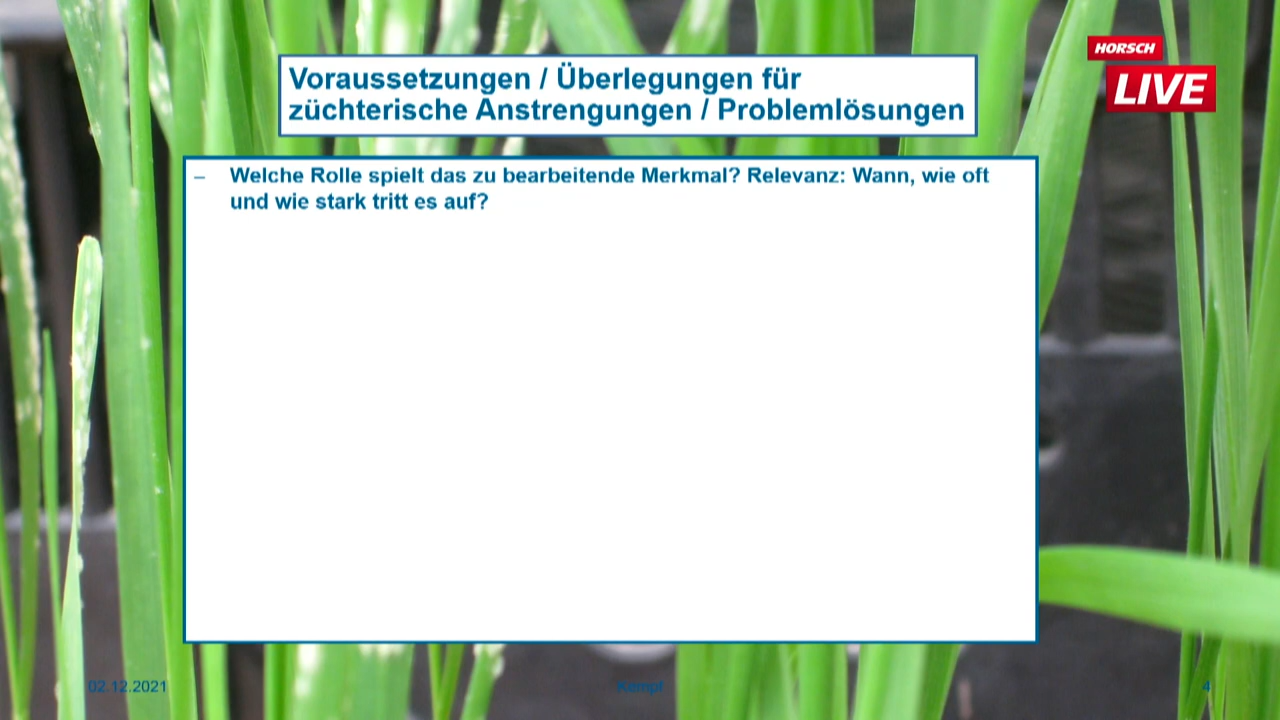 HORSCH
LIVE
Voraussetzungen / Überlegungen für
züchterische Anstrengungen / Problemlösungen
– Welche Rolle spielt das zu bearbeitende Merkmal? Relevanz: Wann, wie oft
und wie stark tritt es auf?
02.12.2021
Kempf
4